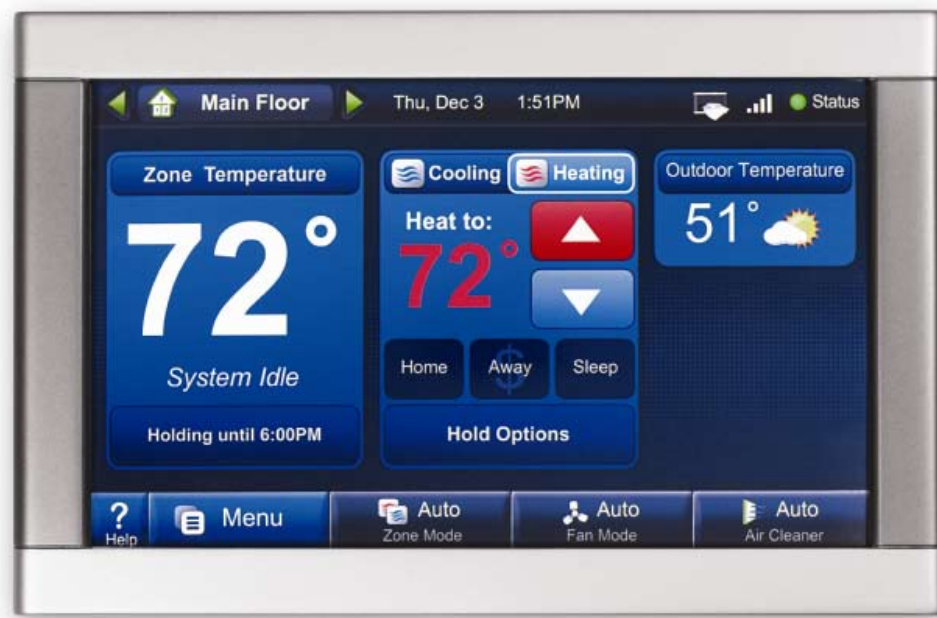 Main Floor
Thu, Dec 3 1:51PM
Status
Zone Temperature
72°
System Idle
Holding until 6:00PM
Cooling
Heating
Heat to:
72°
Home
Away
Sleep
Hold Options
Outdoor Temperature
51°
?
Help
Menu
Auto
Zone Mode
Auto
Fan Mode
Auto
Air Cleaner